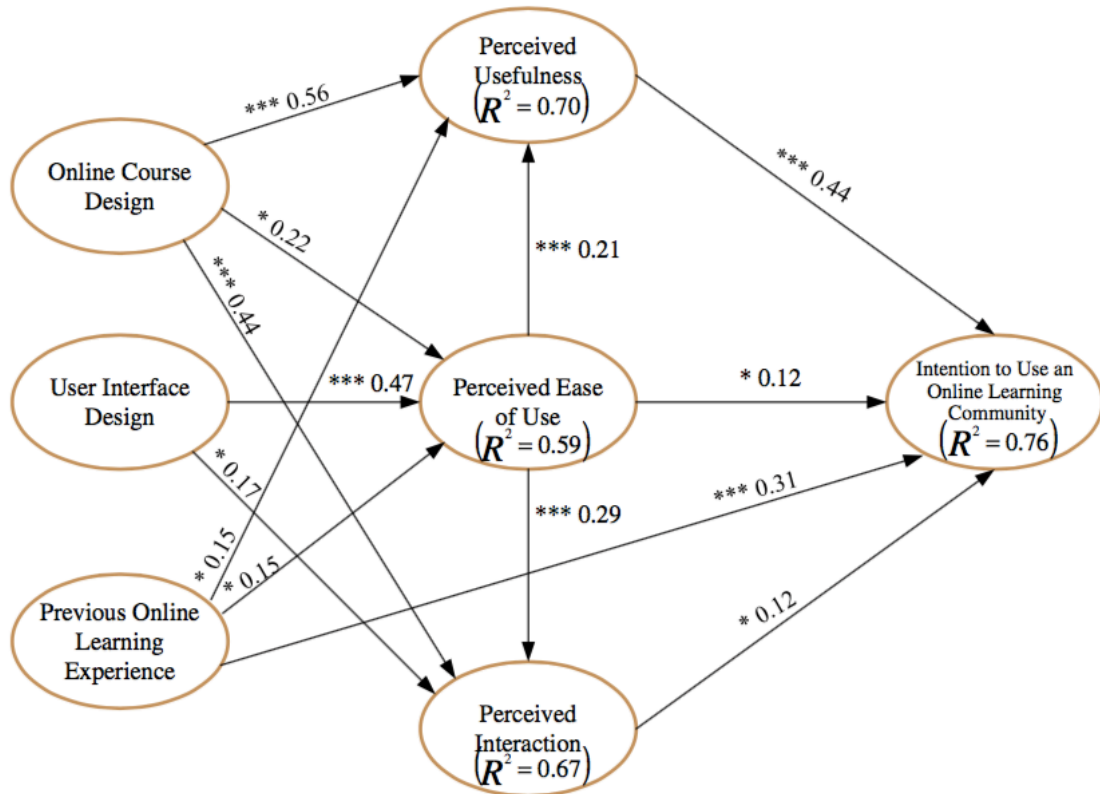 Perceived
Usefulness
(R² = 0.70)
*** 0.56
Online Course
Design
*** 0.44
* 0.22
*** 0.21
*** 0.44
User Interface
Design
*** 0.47
Perceived Ease
of Use
(R² = 0.59)
* 0.12
Intention to Use an
Online Learning
Community
(R² = 0.76)
* 0.17
*** 0.31
*** 0.29
* 0.15
* 0.15
* 0.12
Previous Online
Learning
Experience
Perceived
Interaction
(R² = 0.67)